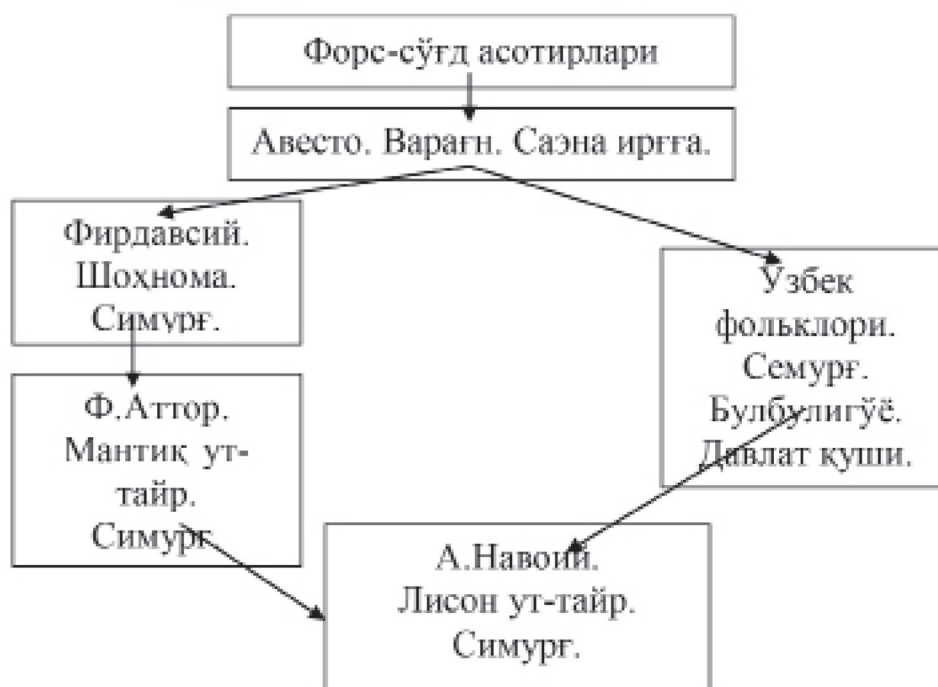 Форс-сўғд асотирлари
Авесто. Варағн. Саэна ирғға.
Фирдавсий.
Шоҳнома.
Симурғ.
Ўзбек
фольклори.
Семурғ.
Булбулигўё.
Давлат қуши.
Ф.Аттор.
Мантиқ ут-
тайр.
Симурғ
А.Навоий.
Лисон ут-тайр.
Симурғ.